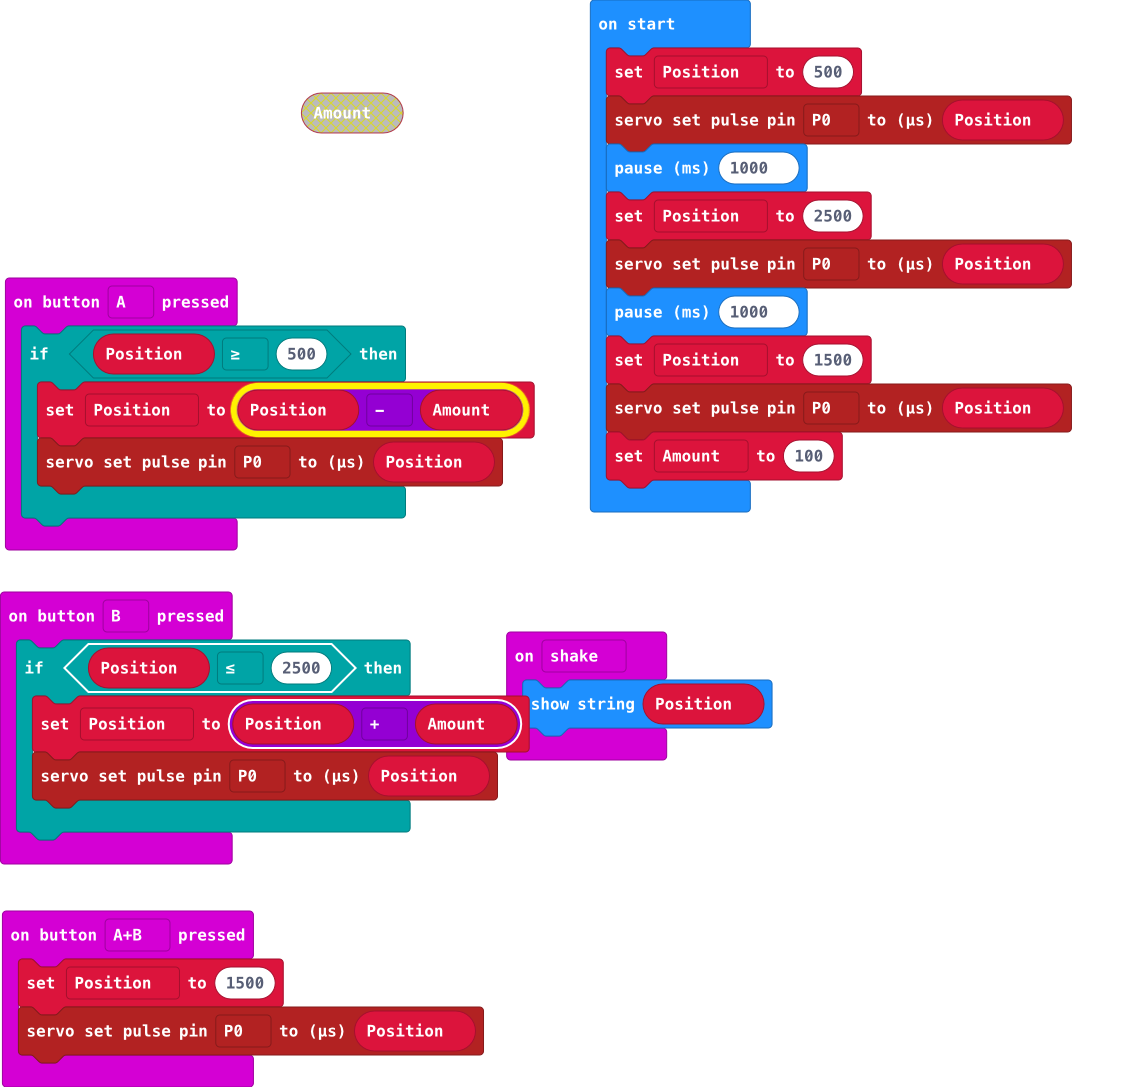 Amount
on start
set Position to 500
servo set pulse pin P0 to (µs) Position
pause (ms) 1000
set Position to 2500
servo set pulse pin P0 to (µs) Position
pause (ms) 1000
set Position to 1500
servo set pulse pin P0 to (µs) Position
set Amount to 100
on button A pressed
if Position ≥ 500 then
set Position to Position - Amount
servo set pulse pin P0 to (µs) Position
on button B pressed
if Position ≤ 2500 then
set Position to Position + Amount
servo set pulse pin P0 to (µs) Position
on shake
show string Position
on button A+B pressed
set Position to 1500
servo set pulse pin P0 to (µs) Position